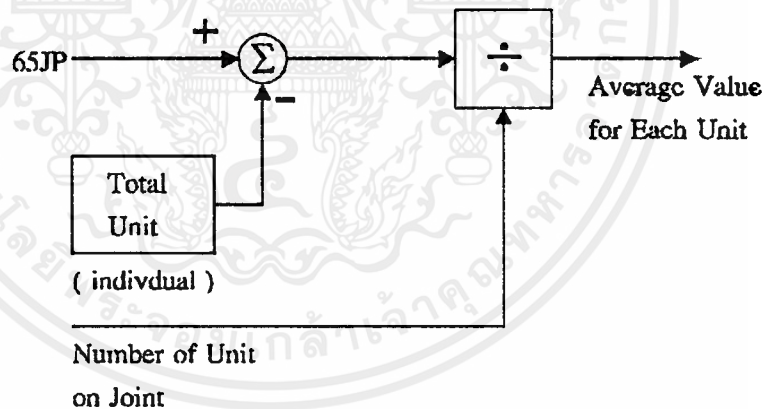 65JP
+
Σ
−
÷
Average Value
for Each Unit
Total
Unit
( indivdual )
Number of Unit
on Joint